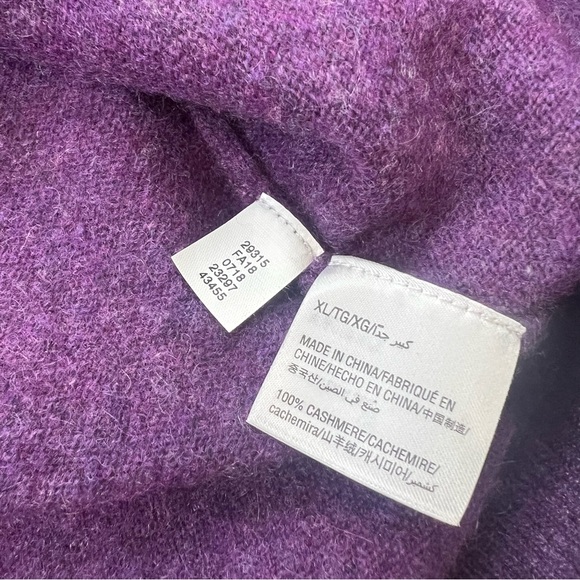 29315
FA18
0718
23297
43455
XL/TG/XG/كبير جدًا
MADE IN CHINA/FABRIQUÉ EN
CHINE/HECHO EN CHINA/中国制造/
중국산/صنع في الصين
100% CASHMERE/CACHEMIRE/
cachemira/山羊绒/캐시미어/كشمير